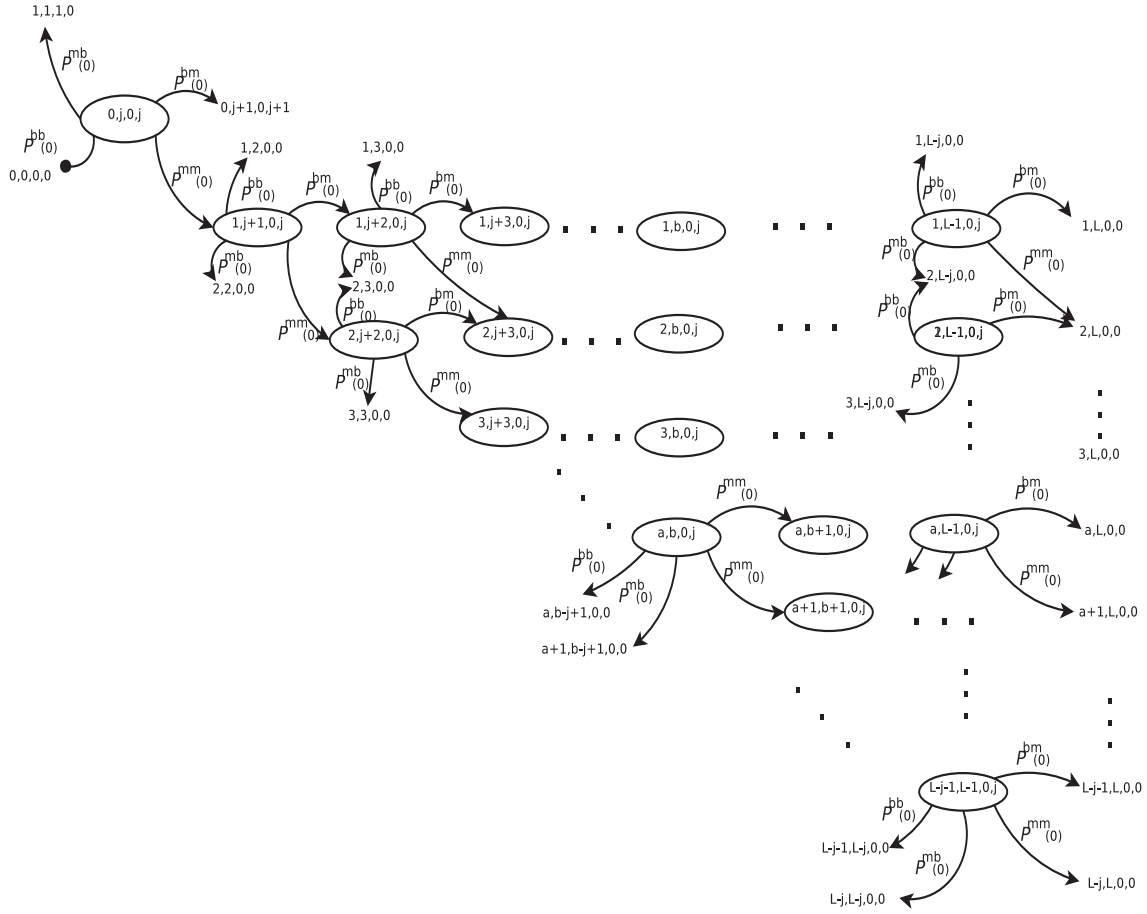 1,1,1,0
P^{mb}_{(0)}
P^{bm}_{(0)}
0,j,0,j
0,j+1,0,j+1
P^{bb}_{(0)}
0,0,0,0
P^{mm}_{(0)}
1,2,0,0
1,3,0,0
1,L-j,0,0
P^{bb}_{(0)}
P^{bm}_{(0)}
P^{bb}_{(0)}
P^{bm}_{(0)}
P^{bb}_{(0)}
P^{bm}_{(0)}
1,j+1,0,j
1,j+2,0,j
1,j+3,0,j
1,b,0,j
1,L-1,0,j
1,L,0,0
P^{mb}_{(0)}
P^{mb}_{(0)}
P^{mm}_{(0)}
P^{mb}_{(0)}
P^{mm}_{(0)}
2,2,0,0
2,3,0,0
2,L-j,0,0
P^{mm}_{(0)}
P^{bb}_{(0)}
P^{bm}_{(0)}
P^{bb}_{(0)}
P^{bm}_{(0)}
2,j+2,0,j
2,j+3,0,j
2,b,0,j
2,L-1,0,j
2,L,0,0
P^{mb}_{(0)}
P^{mm}_{(0)}
P^{mb}_{(0)}
3,3,0,0
3,j+3,0,j
3,b,0,j
3,L-j,0,0
3,L,0,0
P^{mm}_{(0)}
P^{bm}_{(0)}
a,b,0,j
a,b+1,0,j
a,L-1,0,j
a,L,0,0
P^{bb}_{(0)}
P^{mb}_{(0)}
P^{mm}_{(0)}
P^{mm}_{(0)}
a,b-j+1,0,0
a+1,b+1,0,j
a+1,L,0,0
a+1,b-j+1,0,0
P^{bm}_{(0)}
L-j-1,L-1,0,j
L-j-1,L,0,0
P^{bb}_{(0)}
P^{mm}_{(0)}
L-j-1,L-j,0,0
P^{mb}_{(0)}
L-j,L-j,0,0
L-j,L,0,0